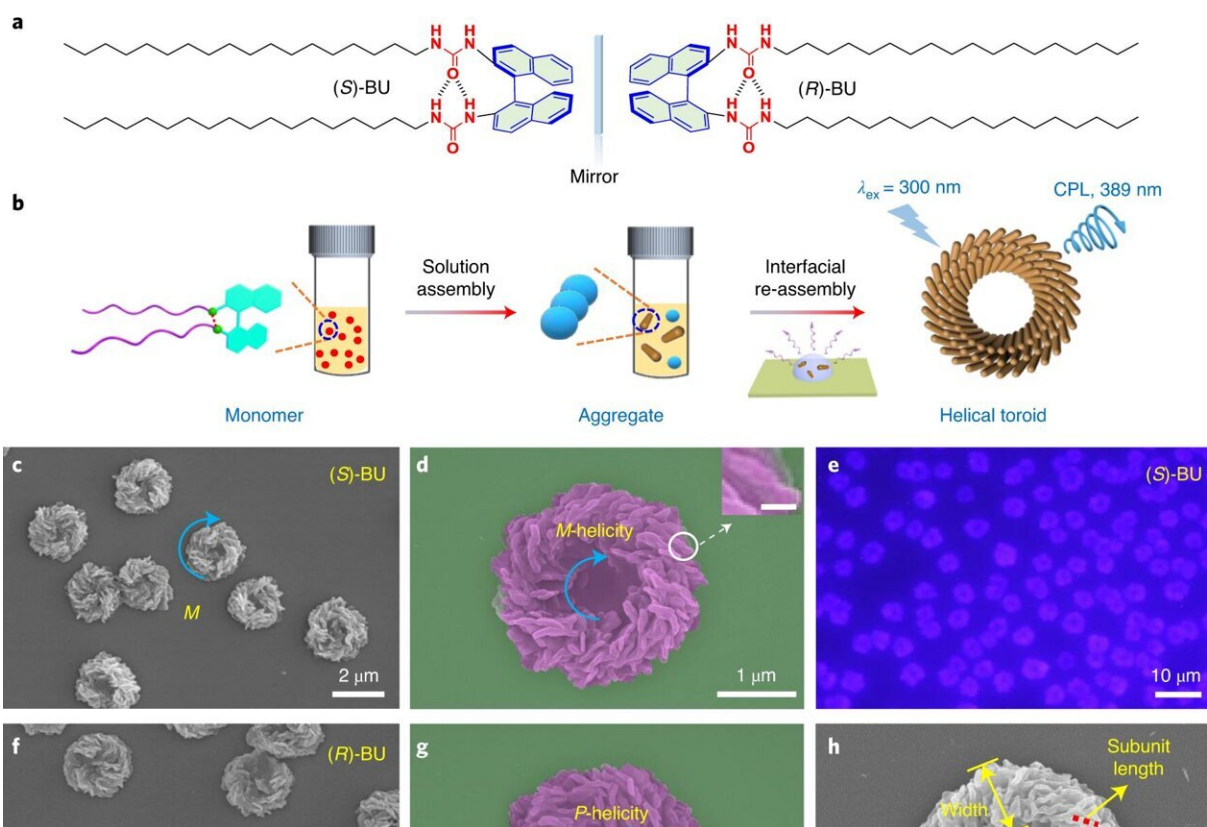 a
H H
N N
O
(S)-BU
H H
N N
O
H H
N N
O
(R)-BU
H H
N N
O
Mirror
b
λex = 300 nm
CPL, 389 nm
Solution
assembly
Interfacial
re-assembly
Monomer
Aggregate
Helical toroid
c
(S)-BU
M
2 μm
d
M-helicity
1 μm
e
(S)-BU
10 μm
f
(R)-BU
g
P-helicity
h
Subunit
length
Width